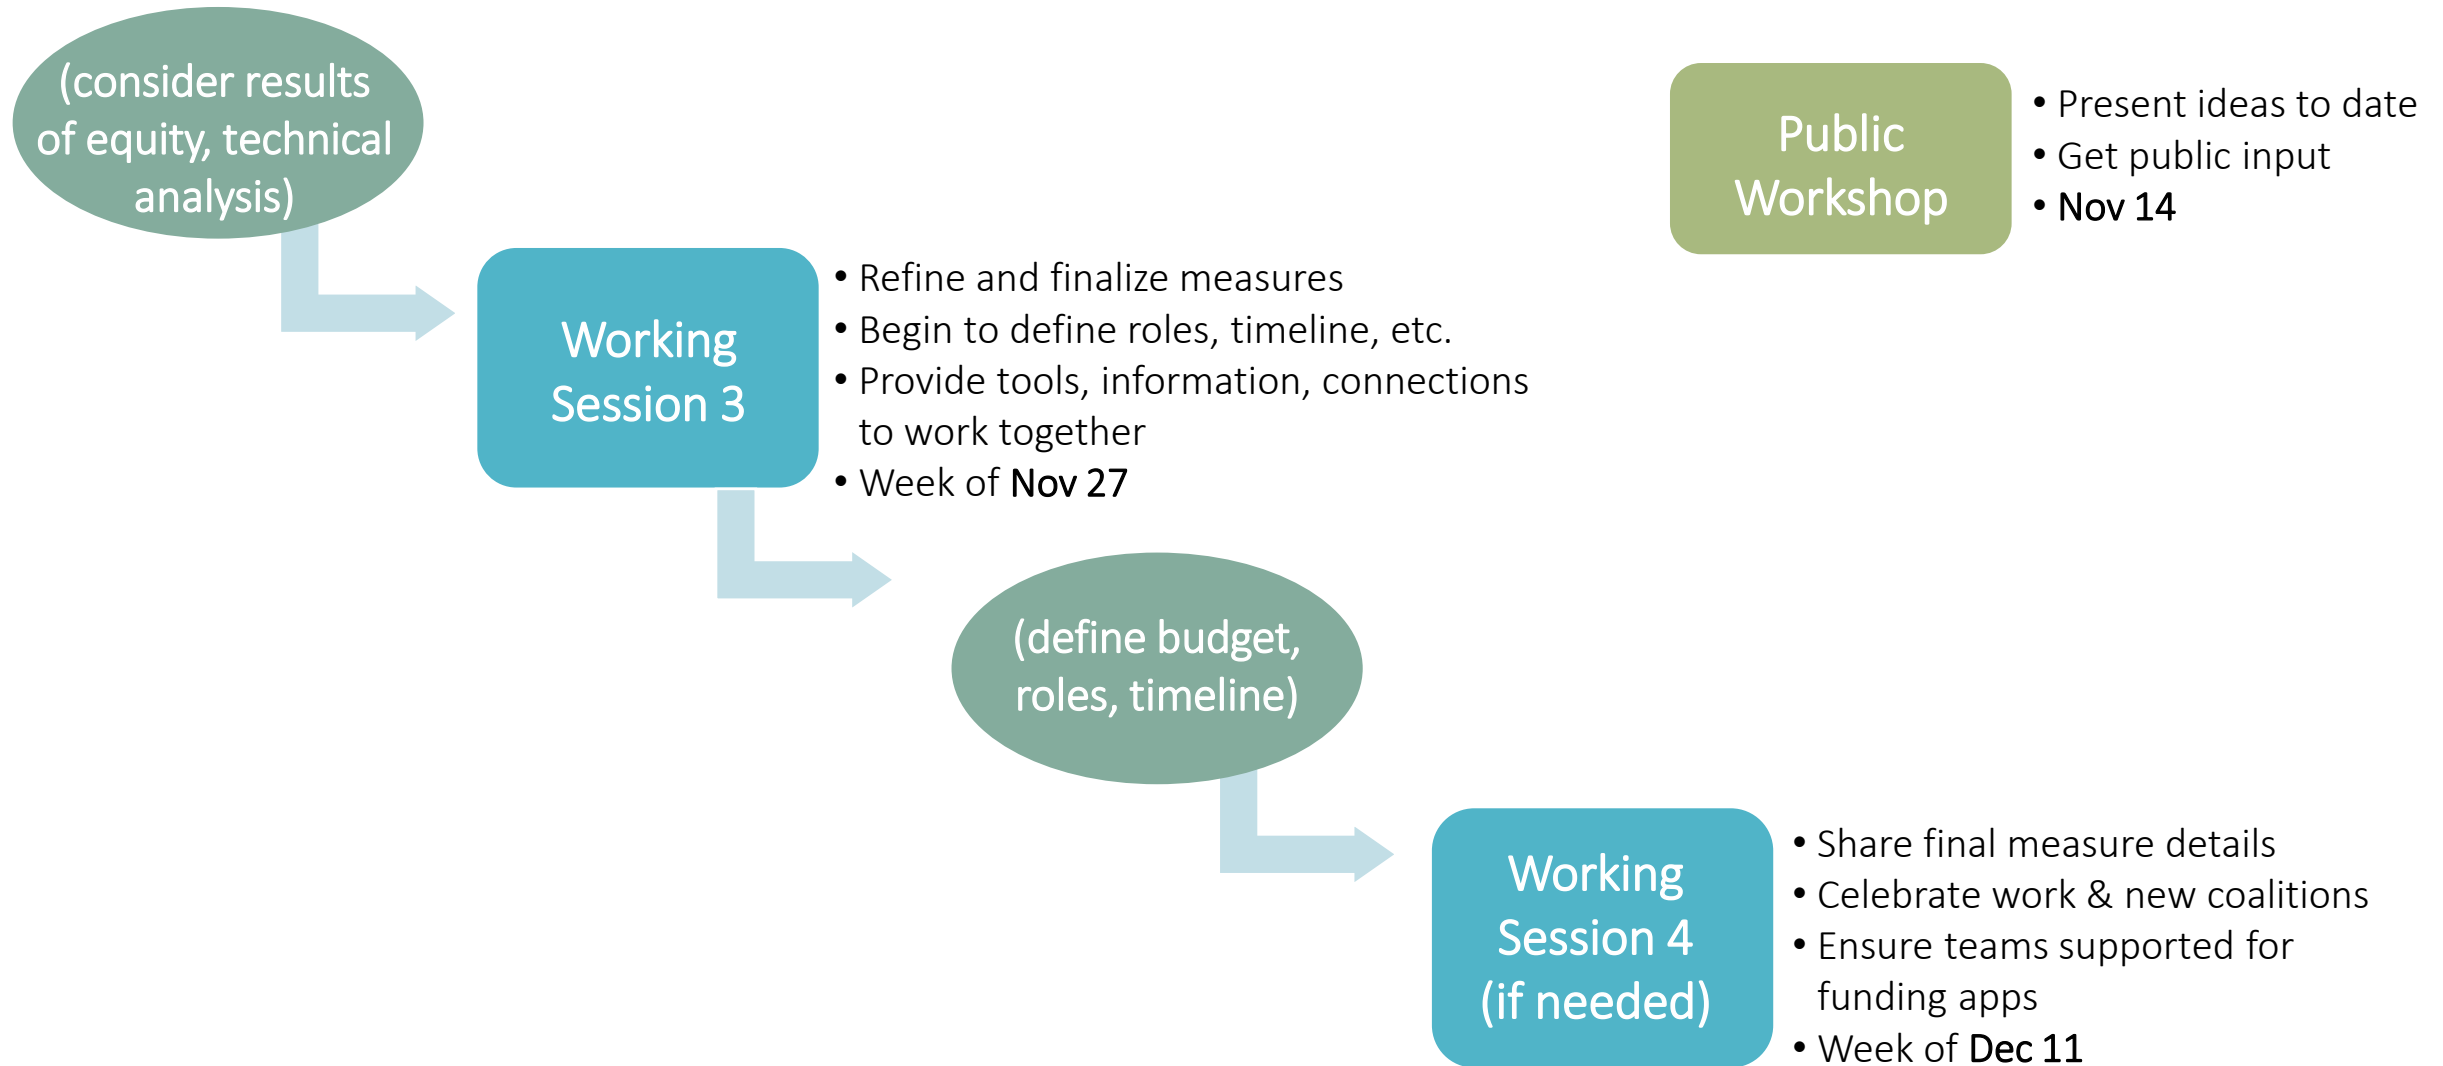 (consider results
of equity, technical
analysis)
Public
Workshop
• Present ideas to date
• Get public input
• Nov 14
Working
Session 3
• Refine and finalize measures
• Begin to define roles, timeline, etc.
• Provide tools, information, connections
to work together
• Week of Nov 27
(define budget,
roles, timeline)
Working
Session 4
(if needed)
• Share final measure details
• Celebrate work & new coalitions
• Ensure teams supported for
funding apps
• Week of Dec 11